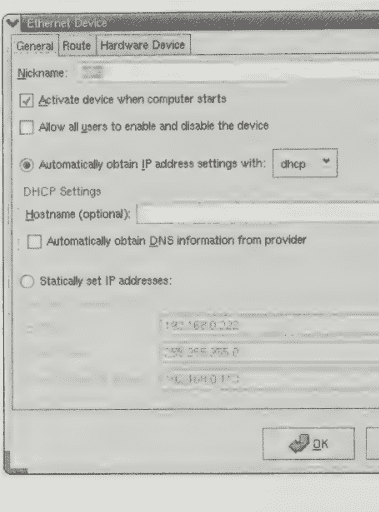 Ethernet Device
General Route Hardware Device
Nickname:
Activate device when computer starts
Allow all users to enable and disable the device
Automatically obtain IP address settings with: dhcp
DHCP Settings
Hostname (optional):
Automatically obtain DNS information from provider
Statically set IP addresses:
OK